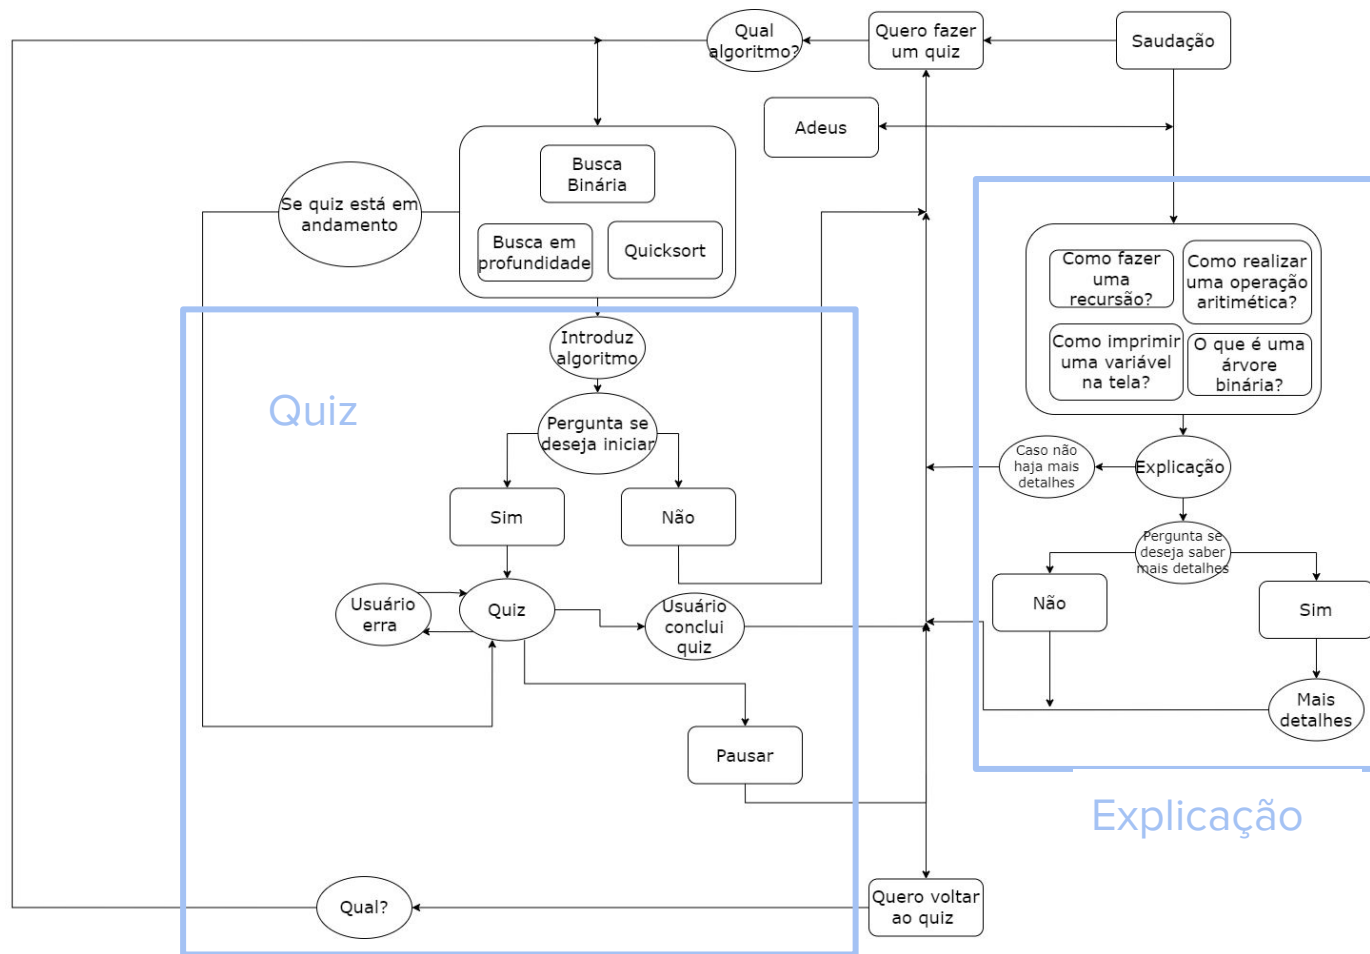 Qual
algoritmo?
Quero fazer
um quiz
Saudação
Adeus
Busca
Binária
Se quiz está em
andamento
Busca em
profundidade
Quicksort
Como fazer
uma
recursão?
Como realizar
uma operação
aritimética?
Como imprimir
uma variável
na tela?
O que é uma
árvore
binária?
Introduz
algoritmo
Quiz
Pergunta se
deseja iniciar
Caso não
haja mais
detalhes
Explicação
Sim
Não
Pergunta se
deseja saber
mais detalhes
Usuário
erra
Quiz
Usuário
conclui
quiz
Não
Sim
Mais
detalhes
Pausar
Explicação
Qual?
Quero voltar
ao quiz